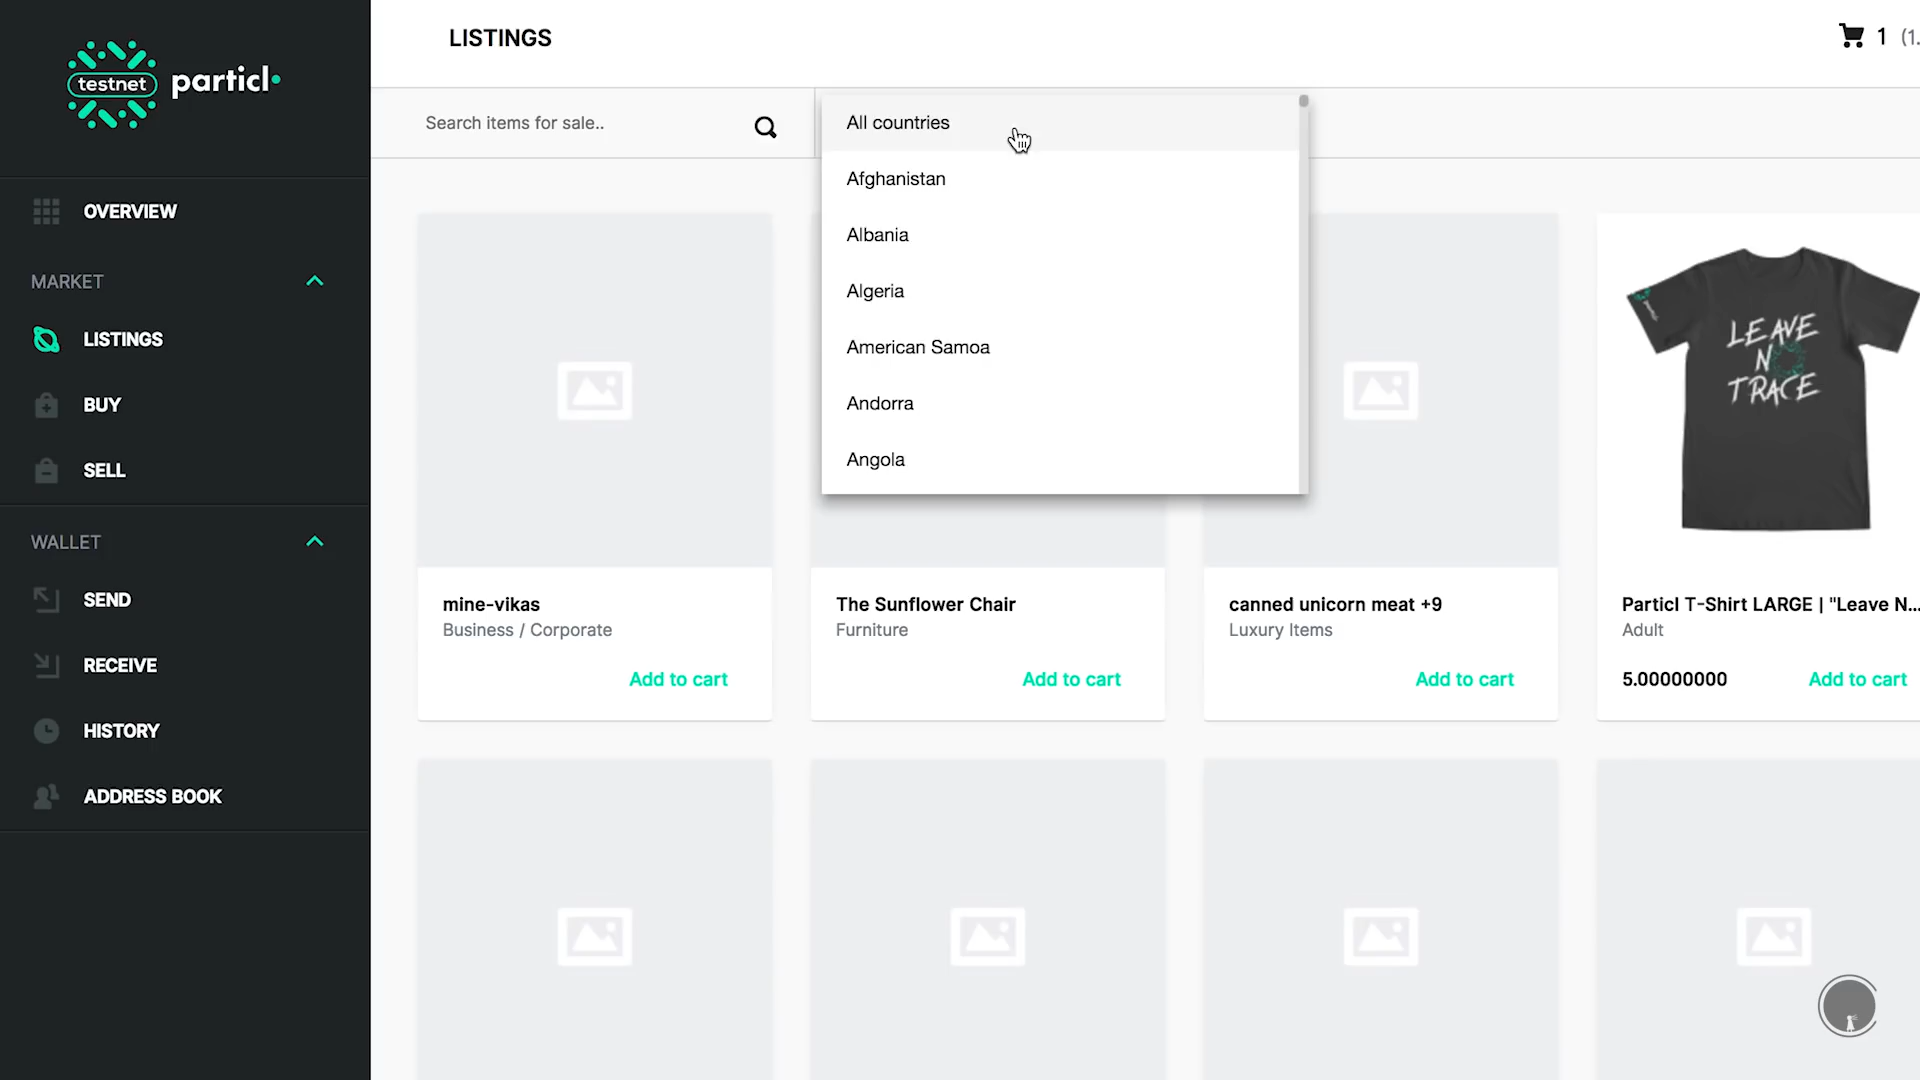 testnet
particl
LISTINGS
1 (1.
Search items for sale..
All countries
Afghanistan
Albania
Algeria
American Samoa
Andorra
Angola
OVERVIEW
MARKET
LISTINGS
BUY
SELL
WALLET
SEND
RECEIVE
HISTORY
ADDRESS BOOK
LEAVE
NO
TRACE
mine-vikas
Business / Corporate
Add to cart
The Sunflower Chair
Furniture
Add to cart
canned unicorn meat +9
Luxury Items
Add to cart
Particl T-Shirt LARGE | "Leave N...
Adult
5.00000000
Add to cart